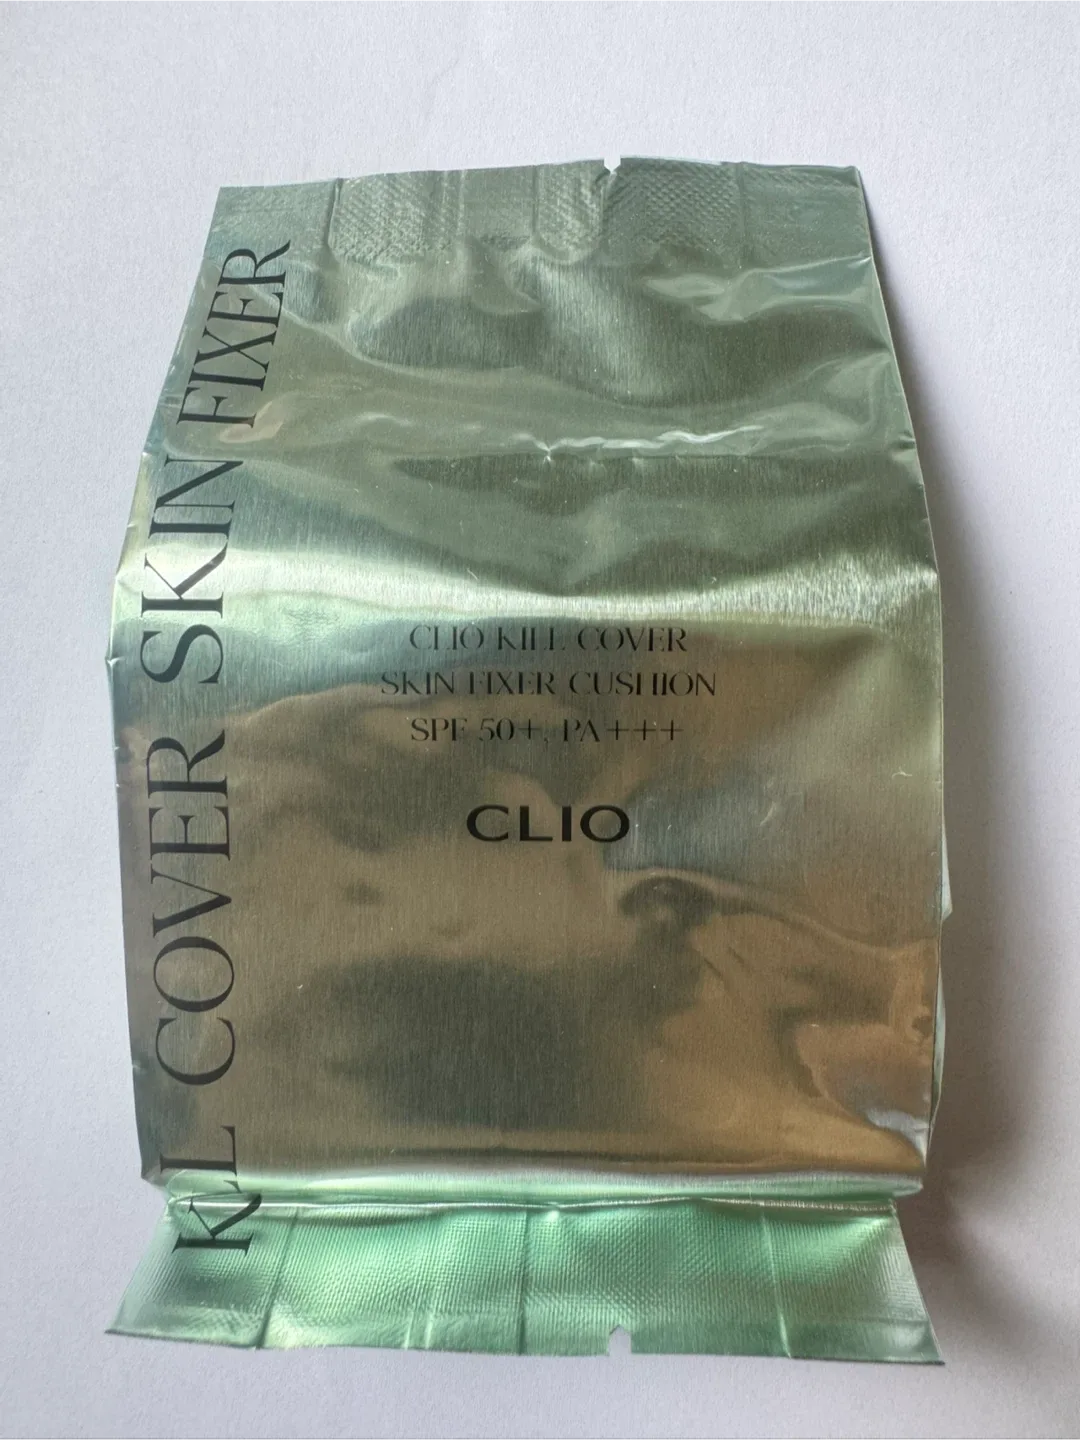 KILL COVER SKIN FIXER
CLIO KILL COVER
SKIN FIXER CUSHION
SPF 50+, PA+++
CLIO